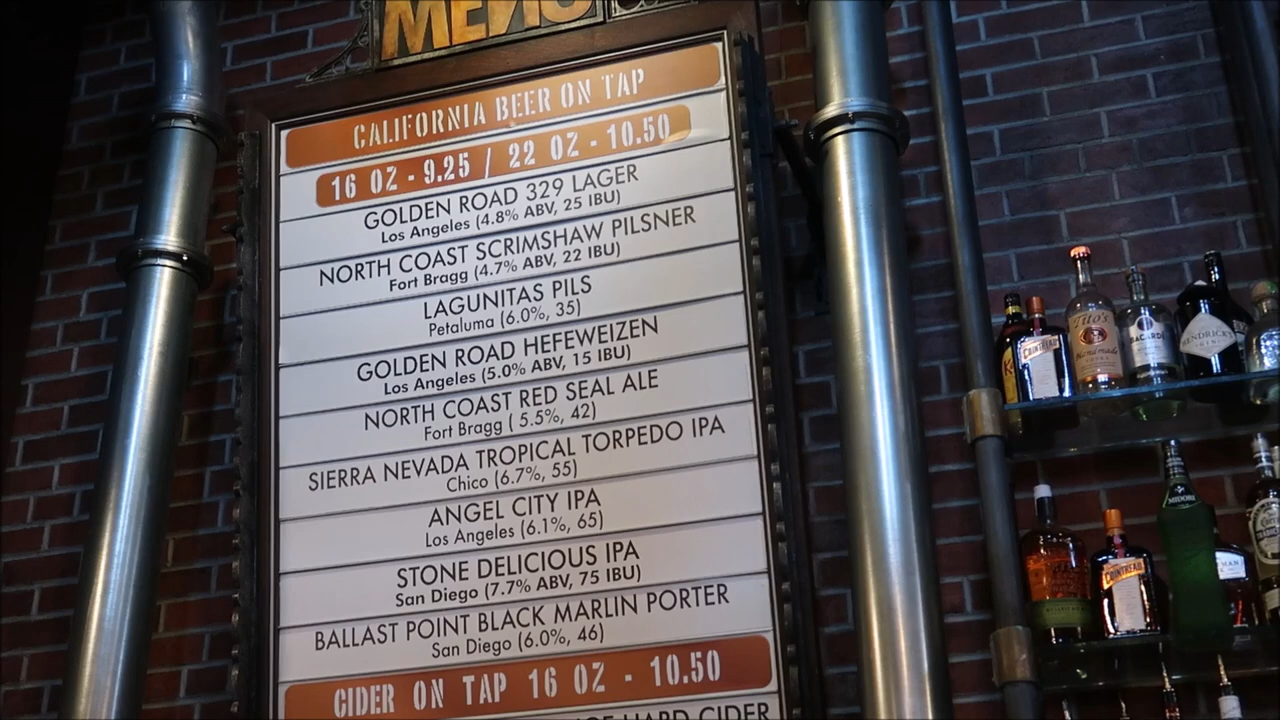 MENU
CALIFORNIA BEER ON TAP
16 OZ - 9.25 / 22 OZ - 10.50
GOLDEN ROAD 329 LAGER
Los Angeles (4.8% ABV, 25 IBU)
NORTH COAST SCRIMSHAW PILSNER
Fort Bragg (4.7% ABV, 22 IBU)
LAGUNITAS PILS
Petaluma (6.0%, 35)
GOLDEN ROAD HEFEWEIZEN
Los Angeles (5.0% ABV, 15 IBU)
NORTH COAST RED SEAL ALE
Fort Bragg ( 5.5%, 42)
SIERRA NEVADA TROPICAL TORPEDO IPA
Chico (6.7%, 55)
ANGEL CITY IPA
Los Angeles (6.1%, 65)
STONE DELICIOUS IPA
San Diego (7.7% ABV, 75 IBU)
BALLAST POINT BLACK MARLIN PORTER
San Diego (6.0%, 46)
CIDER ON TAP 16 OZ - 10.50
HARD CIDER
COINTREAU
Tito's
Handmade
BACARDI
HENDRICK'S
GIN
MIDORI
COINTREAU